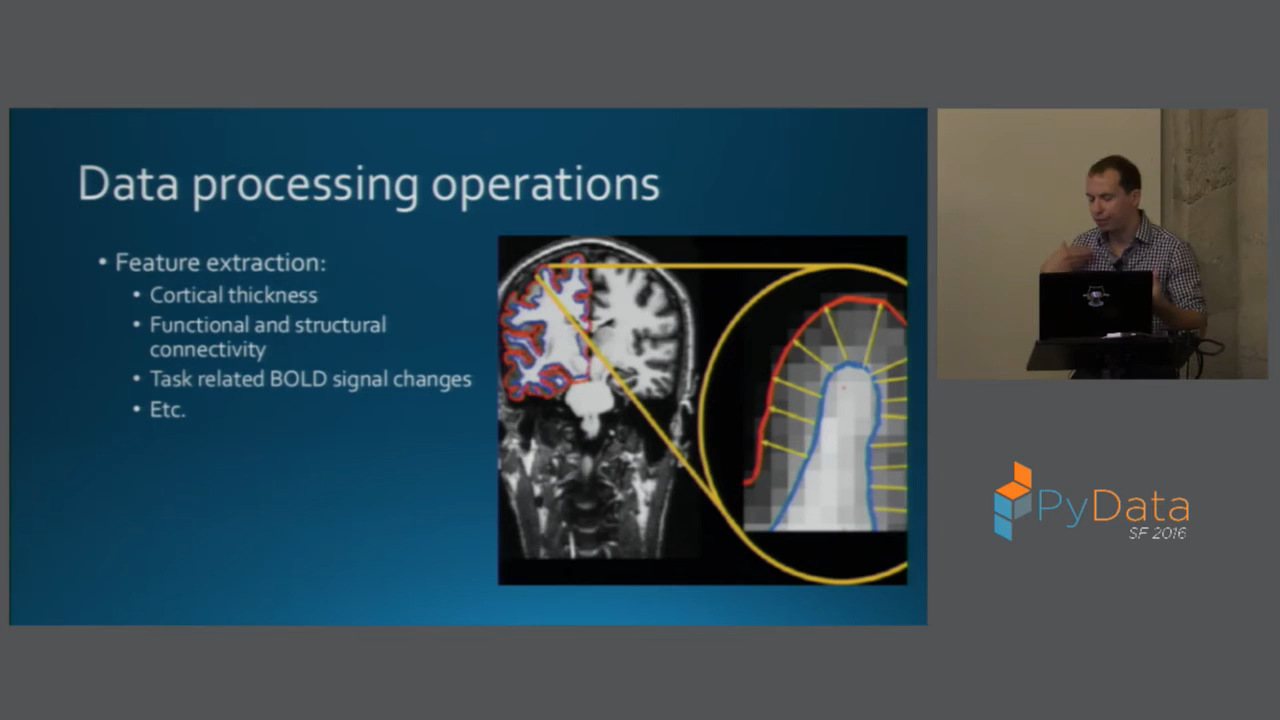 Data processing operations
• Feature extraction:
• Cortical thickness
• Functional and structural
connectivity
• Task related BOLD signal changes
• Etc.
PyData
SF 2016